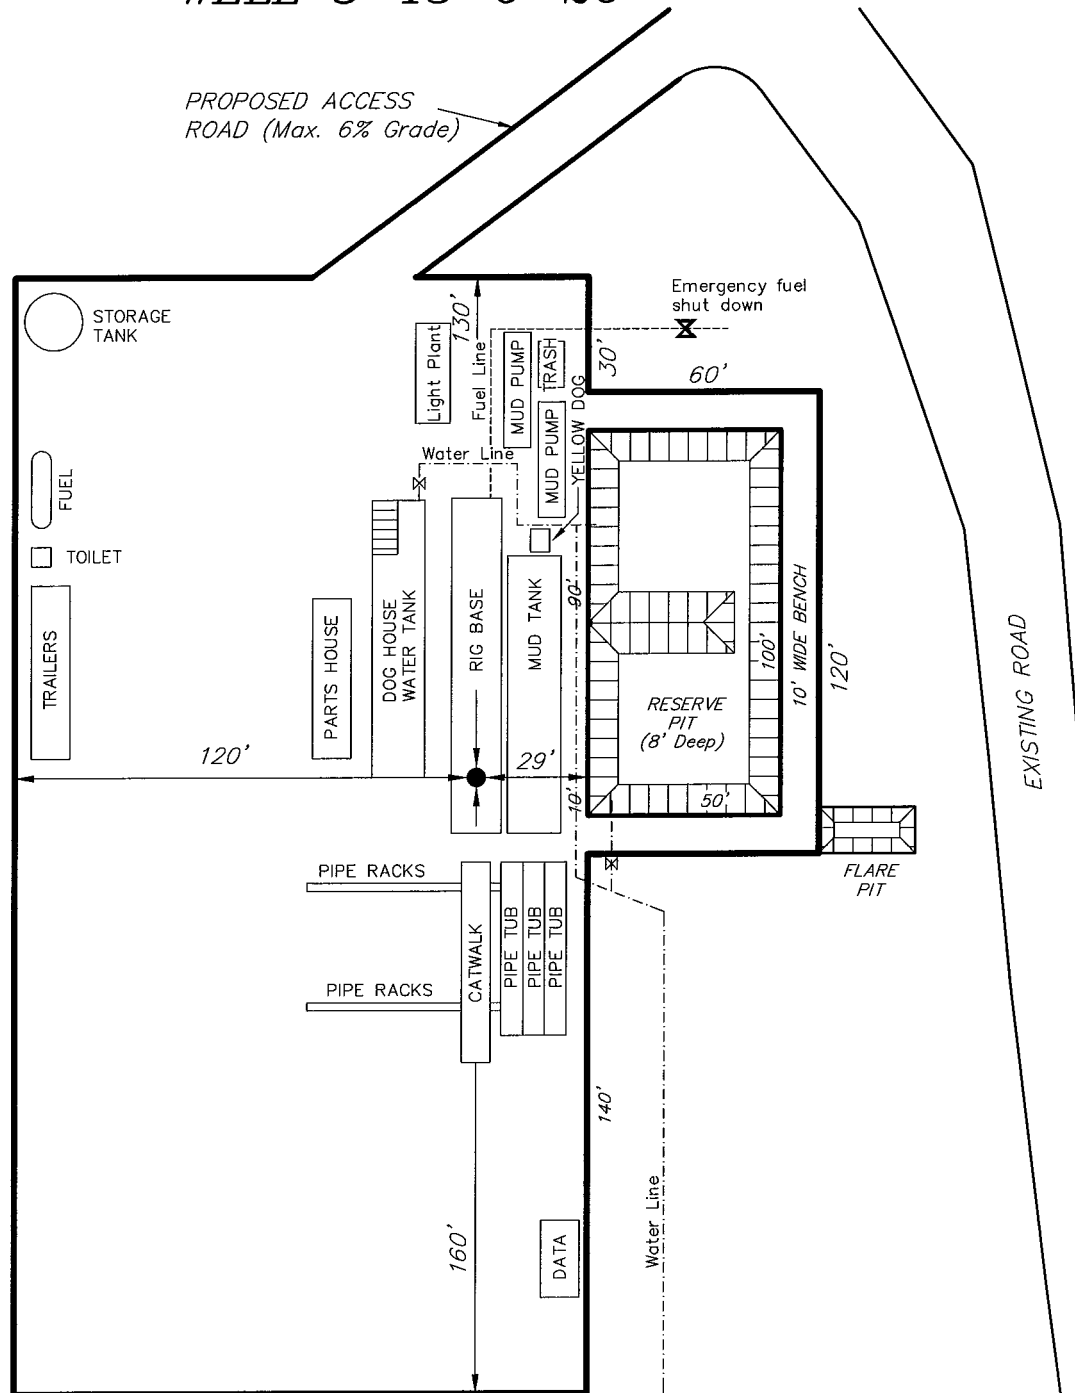 PROPOSED ACCESS
ROAD (Max. 6% Grade)
Emergency fuel
shut down
STORAGE
TANK
Light Plant
130'
Fuel Line
MUD PUMP
TRASH
30'
60'
MUD PUMP
YELLOW DOG
Water Line
FUEL
TOILET
TRAILERS
PARTS HOUSE
DOG HOUSE
WATER TANK
RIG BASE
MUD TANK
90'
100'
10' WIDE BENCH
120'
EXISTING ROAD
RESERVE
PIT
(8' Deep)
120'
29'
10'
50'
FLARE
PIT
PIPE RACKS
CATWALK
PIPE TUB
PIPE TUB
PIPE TUB
PIPE RACKS
140'
160'
DATA
Water Line